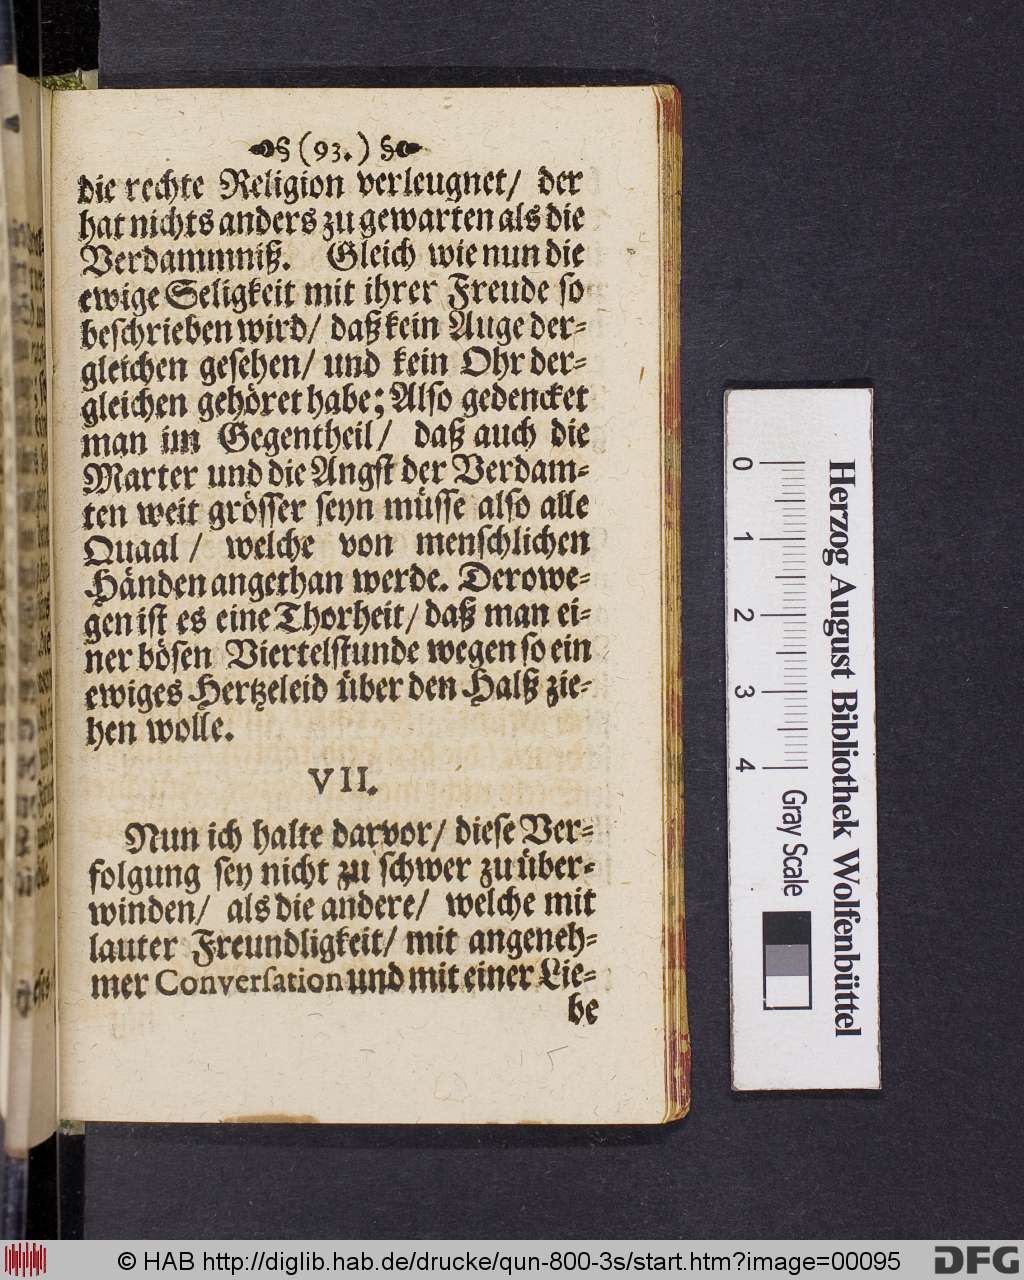 § (93.) §
die rechte Religion verleugnet/ der
hat nichts anders zu gewarten als die
Verdammniß. Gleich wie nun die
ewige Seligkeit mit ihrer Freude so
beschrieben wird/ daß kein Auge der-
gleichen gesehen/ und kein Ohr der-
gleichen gehöret habe; Also gedencket
man im Gegentheil/ daß auch die
Marter und die Angst der Verdam-
ten weit grösser seyn müsse also alle
Quaal/ welche von menschlichen
Händen angethan werde. Derowe-
gen ist es eine Thorheit/ daß man ei-
ner bösen Viertelstunde wegen so ein
ewiges Hertzeleid über den Halß zie-
hen wolle.
VII.
Nun ich halte darvor/ diese Ver-
folgung sey nicht zu schwer zu über-
winden/ als die andere/ welche mit
lauter Freundligkeit/ mit angeneh-
mer Conversation und mit einer Lie-
be
Herzog August Bibliothek Wolfenbüttel
0 1 2 3 4 Gray Scale
© HAB http://diglib.hab.de/drucke/qun-800-3s/start.htm?image=00095
DFG